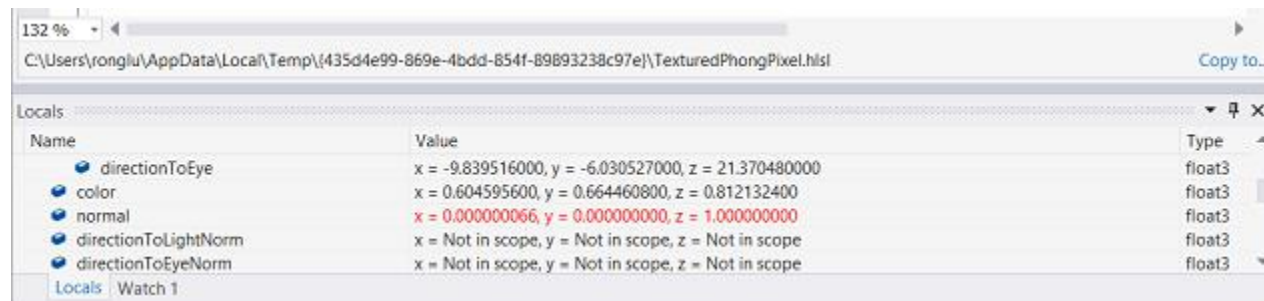 132 %
C:\Users\ronglu\AppData\Local\Temp\{435d4e99-869e-4bdd-854f-89893238c97e}\TexturedPhongPixel.hlsl Copy to...
Locals
Name Value Type
directionToEye x = -9.839516000, y = -6.030527000, z = 21.370480000 float3
color x = 0.604595600, y = 0.664460800, z = 0.812132400 float3
normal x = 0.000000066, y = 0.000000000, z = 1.000000000 float3
directionToLightNorm x = Not in scope, y = Not in scope, z = Not in scope float3
directionToEyeNorm x = Not in scope, y = Not in scope, z = Not in scope float3
Locals Watch 1